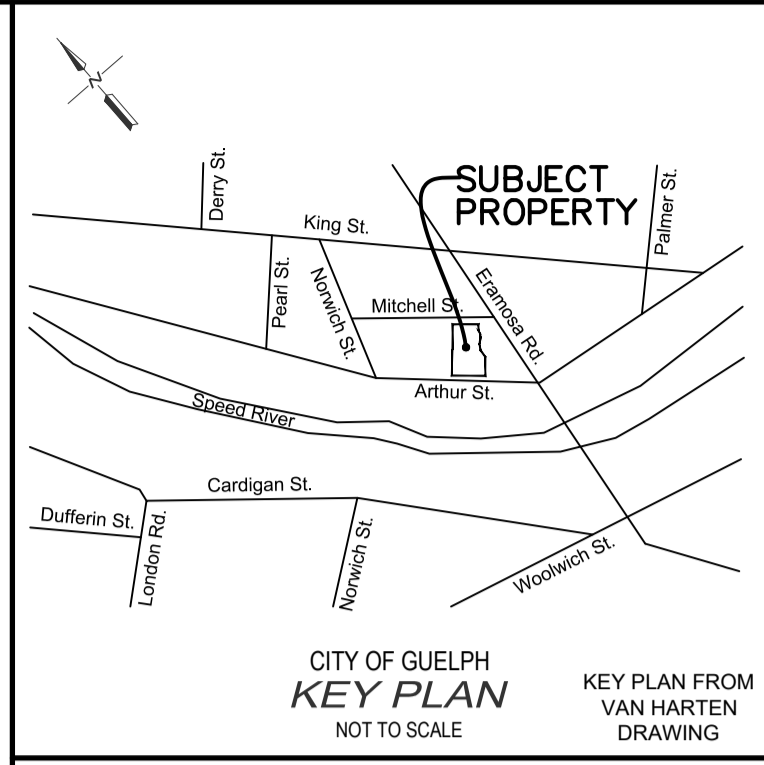 N
Derry St.
SUBJECT
PROPERTY
Palmer St.
King St.
Pearl St.
Norwich St.
Mitchell St.
Eramosa Rd.
Arthur St.
Speed River
Cardigan St.
Dufferin St.
London Rd.
Norwich St.
Woolwich St.
CITY OF GUELPH
KEY PLAN
NOT TO SCALE
KEY PLAN FROM
VAN HARTEN
DRAWING